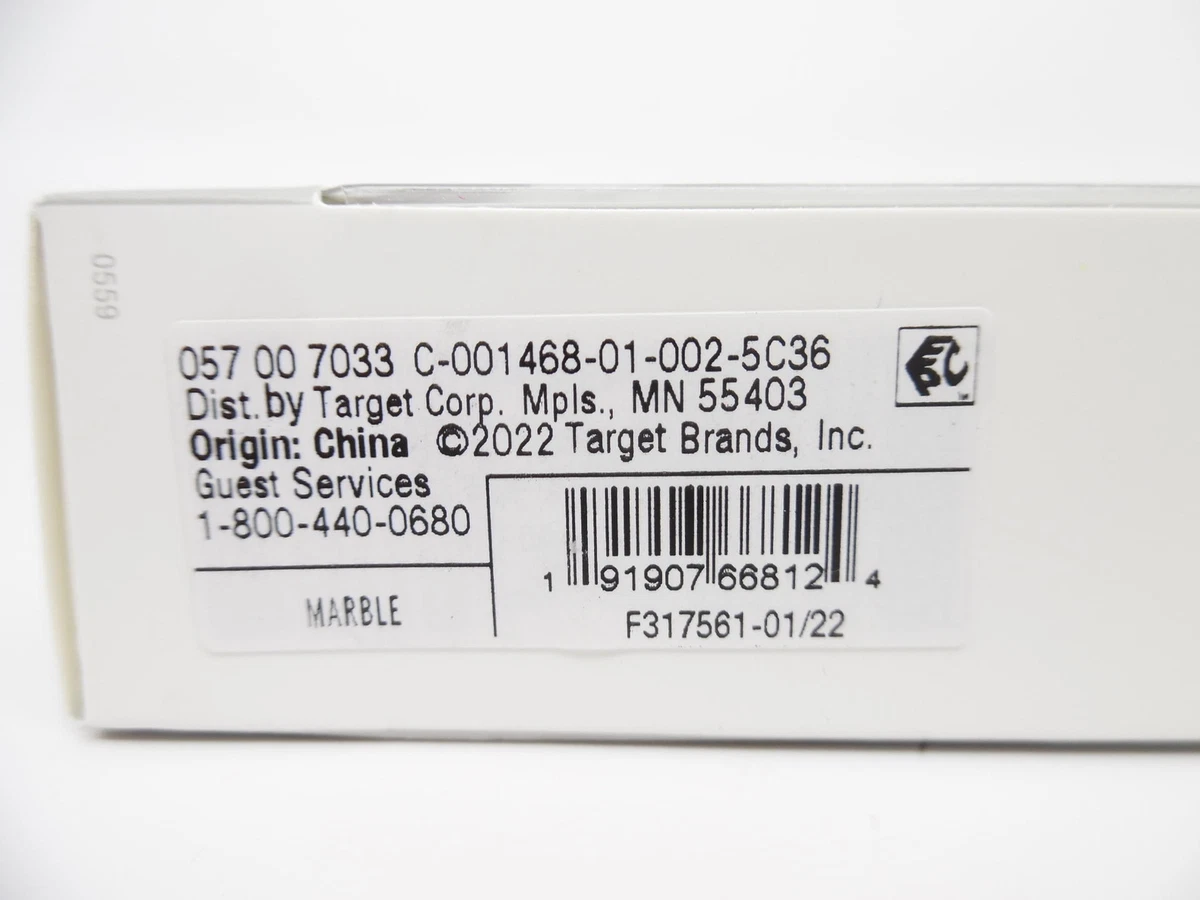 0559
057 00 7033 C-001468-01-002-5C36
Dist. by Target Corp. Mpls., MN 55403
Origin: China ©2022 Target Brands, Inc.
Guest Services
1-800-440-0680
MARBLE
1 91907 66812 4
F317561-01/22